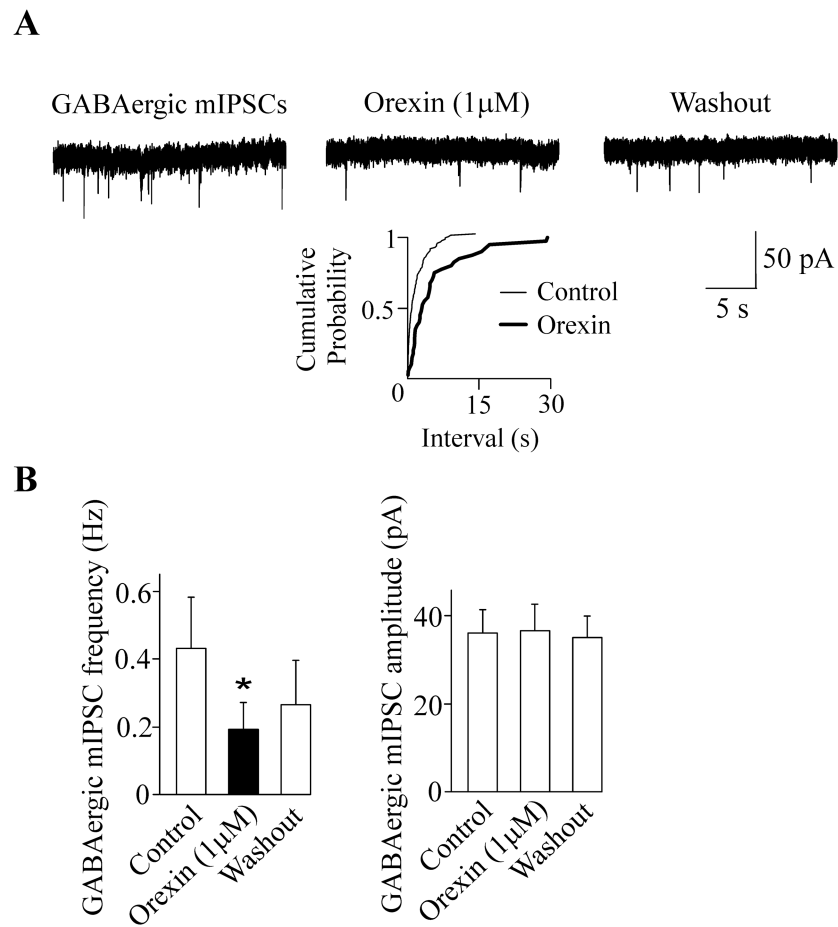 A
GABAergic mIPSCs
Orexin (1µM)
Washout
50 pA
5 s
Cumulative
Probability
1
0.5
0
15
30
Interval (s)
Control
Orexin
B
GABAergic mIPSC frequency (Hz)
0.6
0.4
0.2
0
*
Control
Orexin (1µM)
Washout
GABAergic mIPSC amplitude (pA)
40
20
0
Control
Orexin (1µM)
Washout